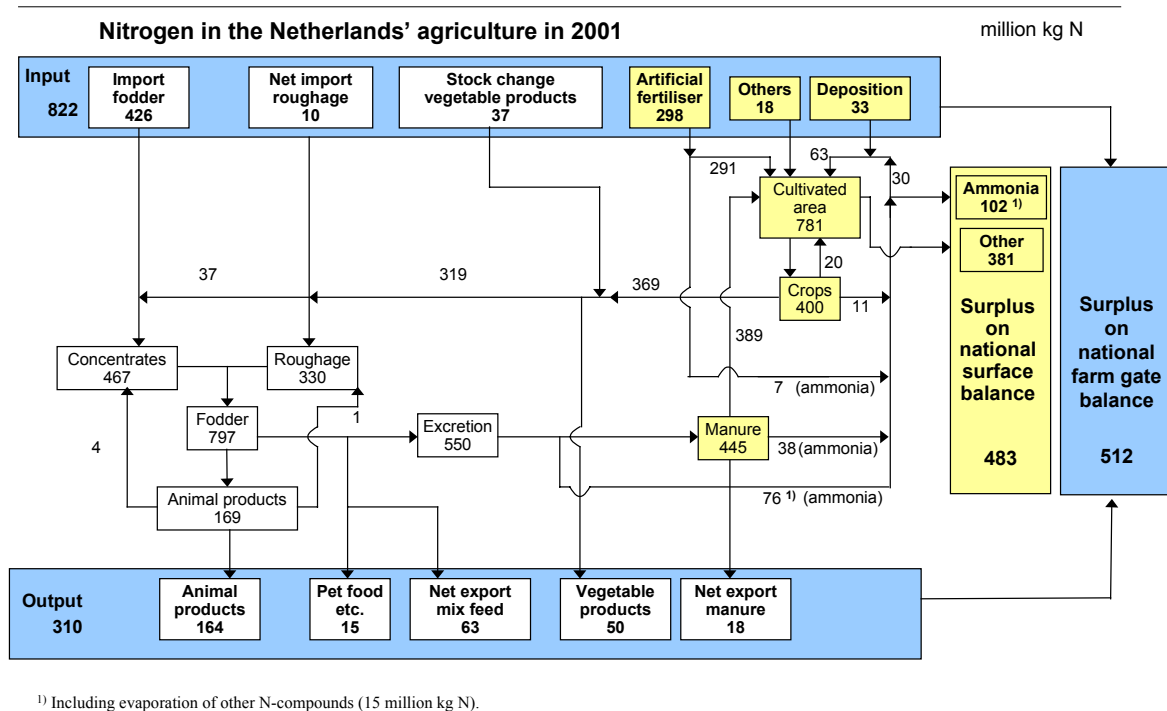 Nitrogen in the Netherlands' agriculture in 2001
million kg N
Input
822
Import
fodder
426
Net import
roughage
10
Stock change
vegetable products
37
Artificial
fertiliser
298
Others
18
Deposition
33
291
63
30
Cultivated
area
781
Ammonia
102 1)
Other
381
20
37
319
369
Crops
400
11
389
Surplus
on
national
surface
balance
483
Surplus
on
national
farm gate
balance
512
Concentrates
467
Roughage
330
7 (ammonia)
1
Fodder
797
4
Excretion
550
Manure
445
38 (ammonia)
76 1) (ammonia)
Animal products
169
Output
310
Animal
products
164
Pet food
etc.
15
Net export
mix feed
63
Vegetable
products
50
Net export
manure
18
1) Including evaporation of other N-compounds (15 million kg N).